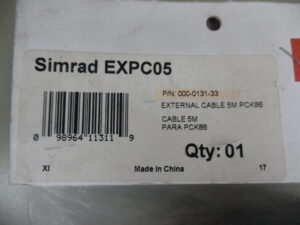 Simrad EXPC05
P/N: 000-0131-33
EXTERNAL CABLE 5M PCK86
CABLE 5M
PARA PCK86
0 98964 11311 9
Qty: 01
XI
Made in China
17